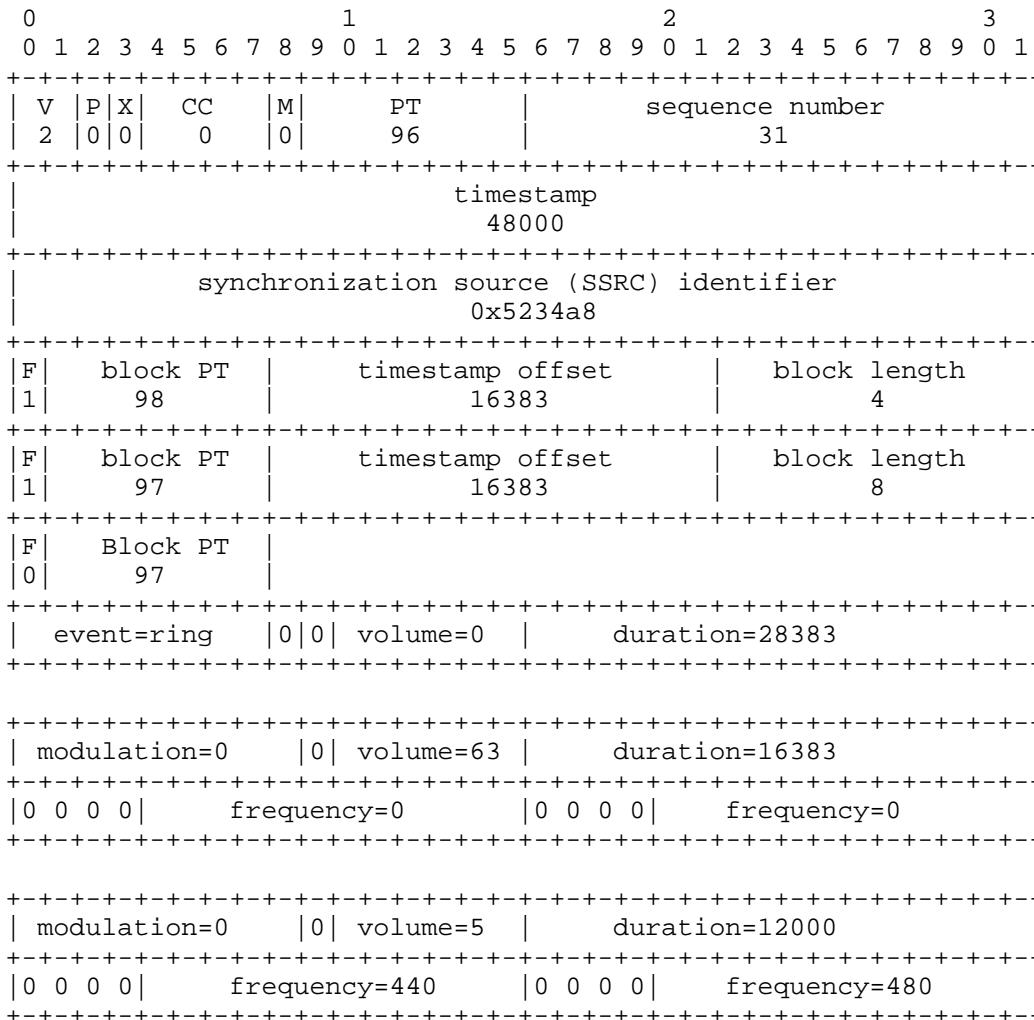 0                   1                   2                   3
 0 1 2 3 4 5 6 7 8 9 0 1 2 3 4 5 6 7 8 9 0 1 2 3 4 5 6 7 8 9 0 1
+-+-+-+-+-+-+-+-+-+-+-+-+-+-+-+-+-+-+-+-+-+-+-+-+-+-+-+-+-+-+-+--
| V |P|X|  CC   |M|     PT      |       sequence number
| 2 |0|0|   0   |0|     96      |              31
+-+-+-+-+-+-+-+-+-+-+-+-+-+-+-+-+-+-+-+-+-+-+-+-+-+-+-+-+-+-+-+--
|                           timestamp
|                             48000
+-+-+-+-+-+-+-+-+-+-+-+-+-+-+-+-+-+-+-+-+-+-+-+-+-+-+-+-+-+-+-+--
|           synchronization source (SSRC) identifier
|                            0x5234a8
+-+-+-+-+-+-+-+-+-+-+-+-+-+-+-+-+-+-+-+-+-+-+-+-+-+-+-+-+-+-+-+--
|F|   block PT  |     timestamp offset      |   block length
|1|     98      |            16383          |         4
+-+-+-+-+-+-+-+-+-+-+-+-+-+-+-+-+-+-+-+-+-+-+-+-+-+-+-+-+-+-+-+--
|F|   block PT  |     timestamp offset      |   block length
|1|     97      |            16383          |         8
+-+-+-+-+-+-+-+-+-+-+-+-+-+-+-+-+-+-+-+-+-+-+-+-+-+-+-+-+-+-+-+--
|F|   Block PT  |
|0|     97      |
+-+-+-+-+-+-+-+-+-+-+-+-+-+-+-+-+-+-+-+-+-+-+-+-+-+-+-+-+-+-+-+--
|  event=ring   |0|0| volume=0  |     duration=28383
+-+-+-+-+-+-+-+-+-+-+-+-+-+-+-+-+-+-+-+-+-+-+-+-+-+-+-+-+-+-+-+--
+-+-+-+-+-+-+-+-+-+-+-+-+-+-+-+-+-+-+-+-+-+-+-+-+-+-+-+-+-+-+-+--
| modulation=0    |0| volume=63 |     duration=16383
+-+-+-+-+-+-+-+-+-+-+-+-+-+-+-+-+-+-+-+-+-+-+-+-+-+-+-+-+-+-+-+--
|0 0 0 0|     frequency=0       |0 0 0 0|    frequency=0
+-+-+-+-+-+-+-+-+-+-+-+-+-+-+-+-+-+-+-+-+-+-+-+-+-+-+-+-+-+-+-+--
+-+-+-+-+-+-+-+-+-+-+-+-+-+-+-+-+-+-+-+-+-+-+-+-+-+-+-+-+-+-+-+--
| modulation=0    |0| volume=5  |     duration=12000
+-+-+-+-+-+-+-+-+-+-+-+-+-+-+-+-+-+-+-+-+-+-+-+-+-+-+-+-+-+-+-+--
|0 0 0 0|     frequency=440     |0 0 0 0|    frequency=480
+-+-+-+-+-+-+-+-+-+-+-+-+-+-+-+-+-+-+-+-+-+-+-+-+-+-+-+-+-+-+-+--